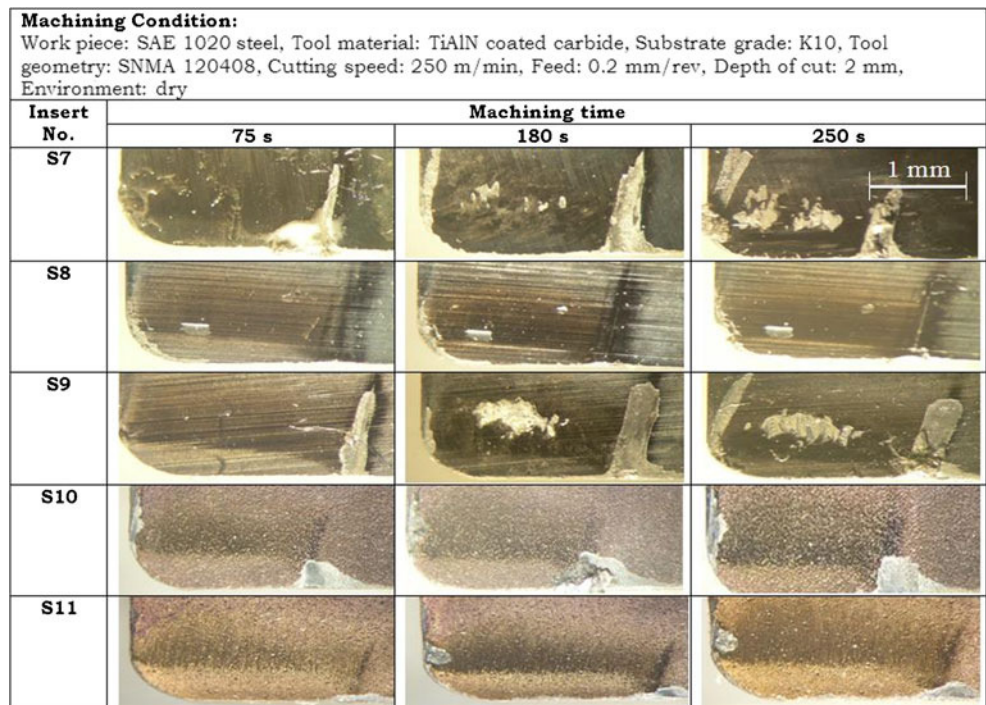 Machining Condition:
Work piece: SAE 1020 steel, Tool material: TiAlN coated carbide, Substrate grade: K10, Tool
geometry: SNMA 120408, Cutting speed: 250 m/min, Feed: 0.2 mm/rev, Depth of cut: 2 mm,
Environment: dry
Insert No.
Machining time
75 s
180 s
250 s
S7
1 mm
S8
S9
S10
S11